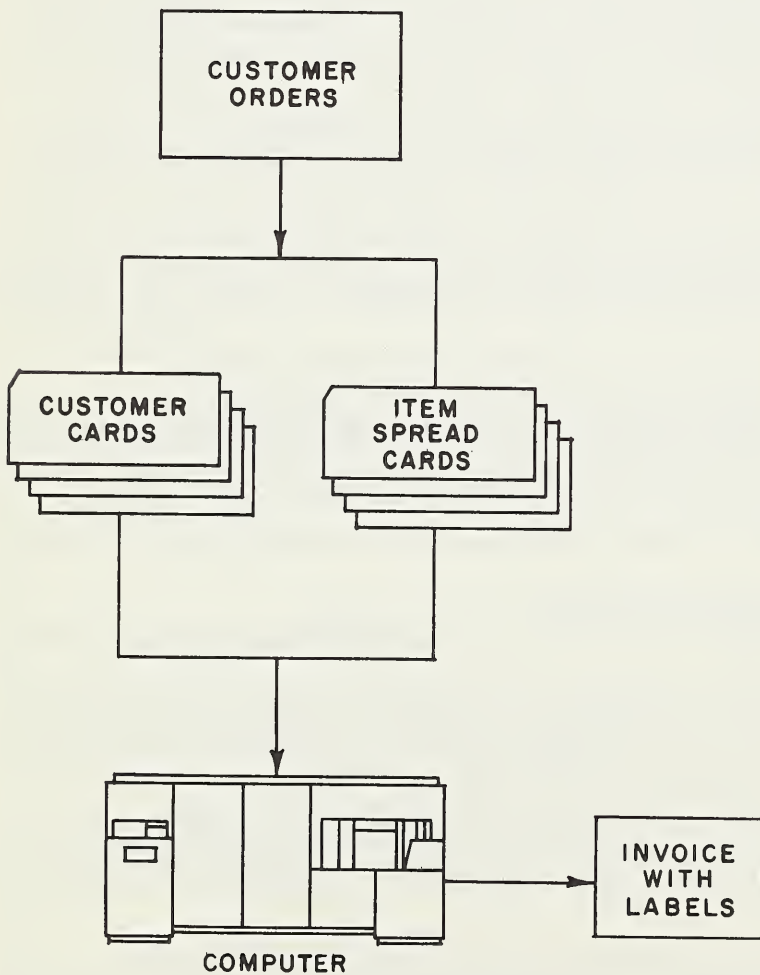 CUSTOMER
ORDERS
CUSTOMER
CARDS
ITEM
SPREAD
CARDS
INVOICE
WITH
LABELS
COMPUTER